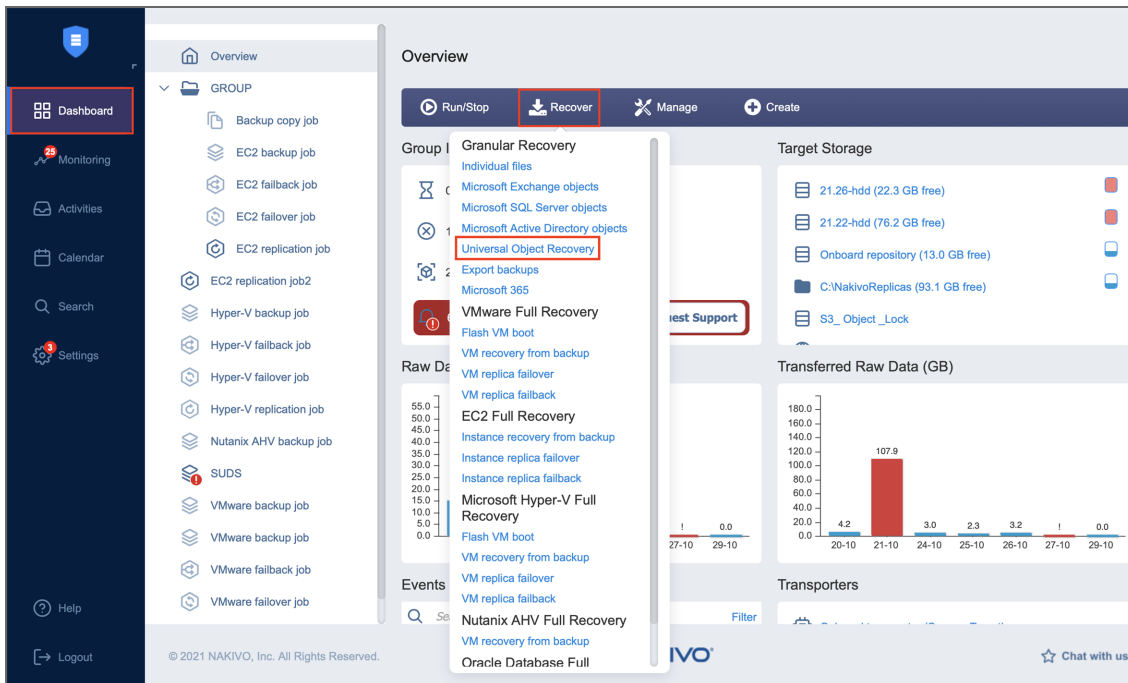 Dashboard
25
Monitoring
Activities
Calendar
Search
3
Settings
Help
Logout
Overview
GROUP
Backup copy job
EC2 backup job
EC2 failback job
EC2 failover job
EC2 replication job
EC2 replication job2
Hyper-V backup job
Hyper-V failback job
Hyper-V failover job
Hyper-V replication job
Nutanix AHV backup job
SUDS
VMware backup job
VMware backup job
VMware failback job
VMware failover job
Overview
Run/Stop
Recover
Manage
Create
Group
Granular Recovery
Individual files
Microsoft Exchange objects
Microsoft SQL Server objects
Microsoft Active Directory objects
Universal Object Recovery
Export backups
Microsoft 365
VMware Full Recovery
Flash VM boot
VM recovery from backup
VM replica failover
VM replica failback
EC2 Full Recovery
Instance recovery from backup
Instance replica failover
Instance replica failback
Microsoft Hyper-V Full
Recovery
Flash VM boot
VM recovery from backup
VM replica failover
VM replica failback
Nutanix AHV Full Recovery
VM recovery from backup
Oracle Database Full
Support
Raw
55.0
50.0
45.0
40.0
35.0
30.0
25.0
20.0
15.0
10.0
5.0
0.0
! 0.0
27-10 29-10
Events
Filter
Target Storage
21.26-hdd (22.3 GB free)
21.22-hdd (76.2 GB free)
Onboard repository (13.0 GB free)
C:\NakivoReplicas (93.1 GB free)
S3_ Object _Lock
Transferred Raw Data (GB)
180.0
160.0
140.0
120.0
100.0
80.0
60.0
40.0
20.0
0.0
4.2 107.9 3.0 2.3 3.2 ! 0.0
20-10 21-10 24-10 25-10 26-10 27-10 29-10
Transporters
© 2021 NAKIVO, Inc. All Rights Reserved.
IVO
Chat with us